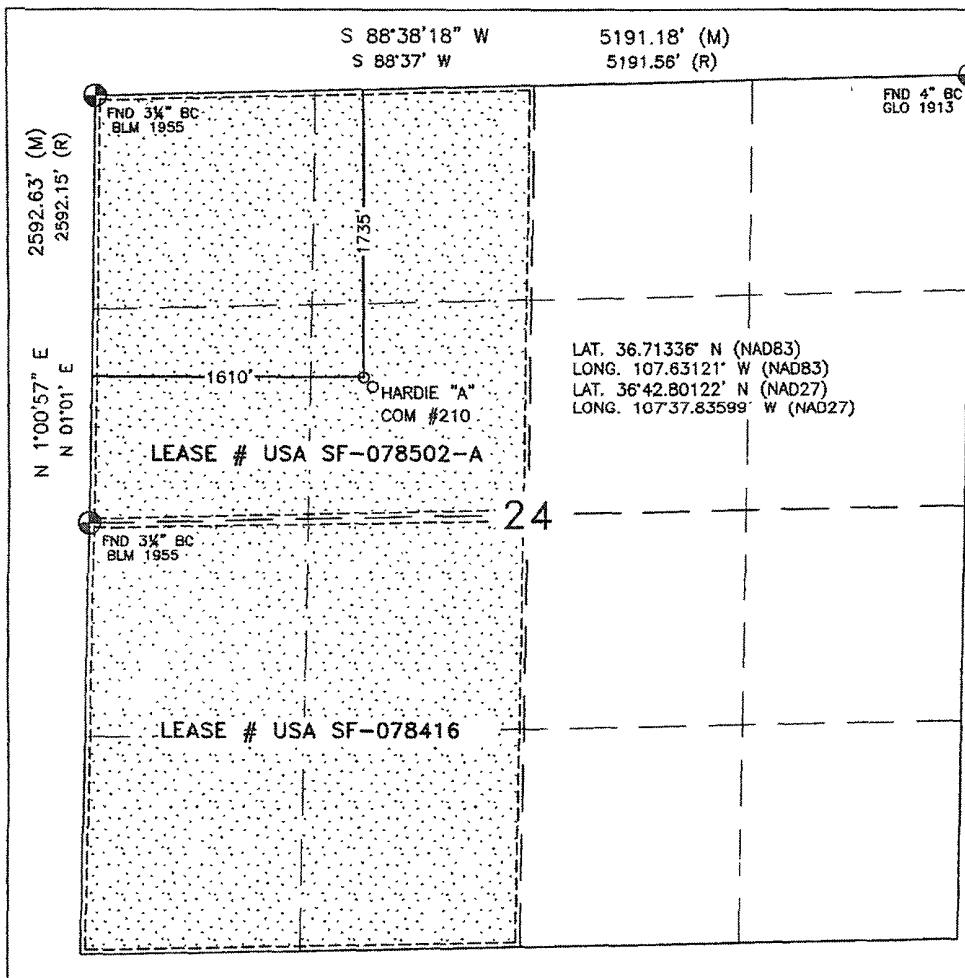 S 88°38'18" W 5191.18' (M)
S 88°37' W 5191.56' (R)
FND 3¼" BC
BLM 1955
FND 4" BC
GLO 1913
2592.63' (M)
2592.15' (R)
N 1°00'57" E
N 01°01' E
1735'
LAT. 36.71336° N (NAD83)
LONG. 107.63121° W (NAD83)
LAT. 36°42.80122' N (NAD27)
LONG. 107°37.83599' W (NAD27)
1610'
HARDIE "A"
COM #210
LEASE # USA SF-078502-A
24
FND 3¼" BC
BLM 1955
LEASE # USA SF-078416